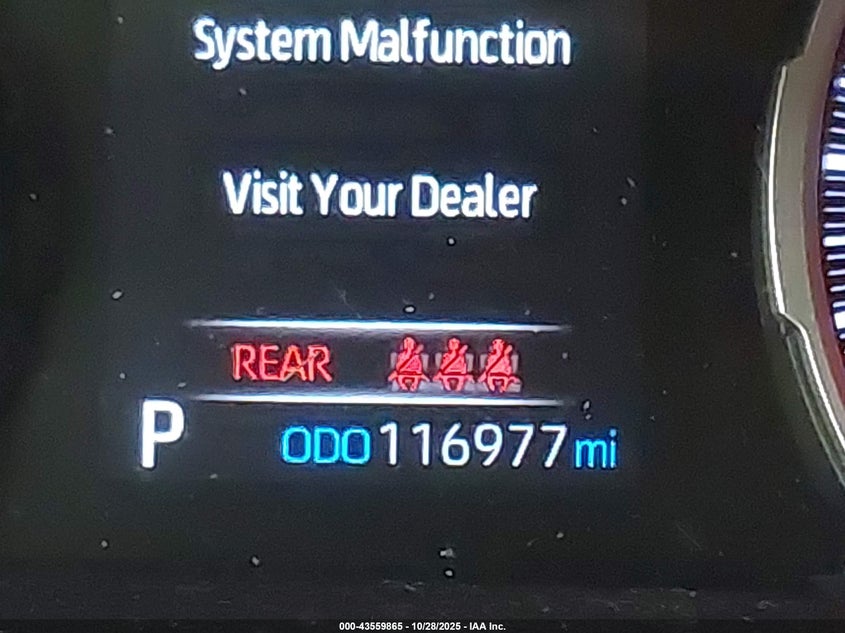 System Malfunction
Visit Your Dealer
REAR
P ODO 116977 mi
000-43559865 - 10/28/2025 - IAA Inc.